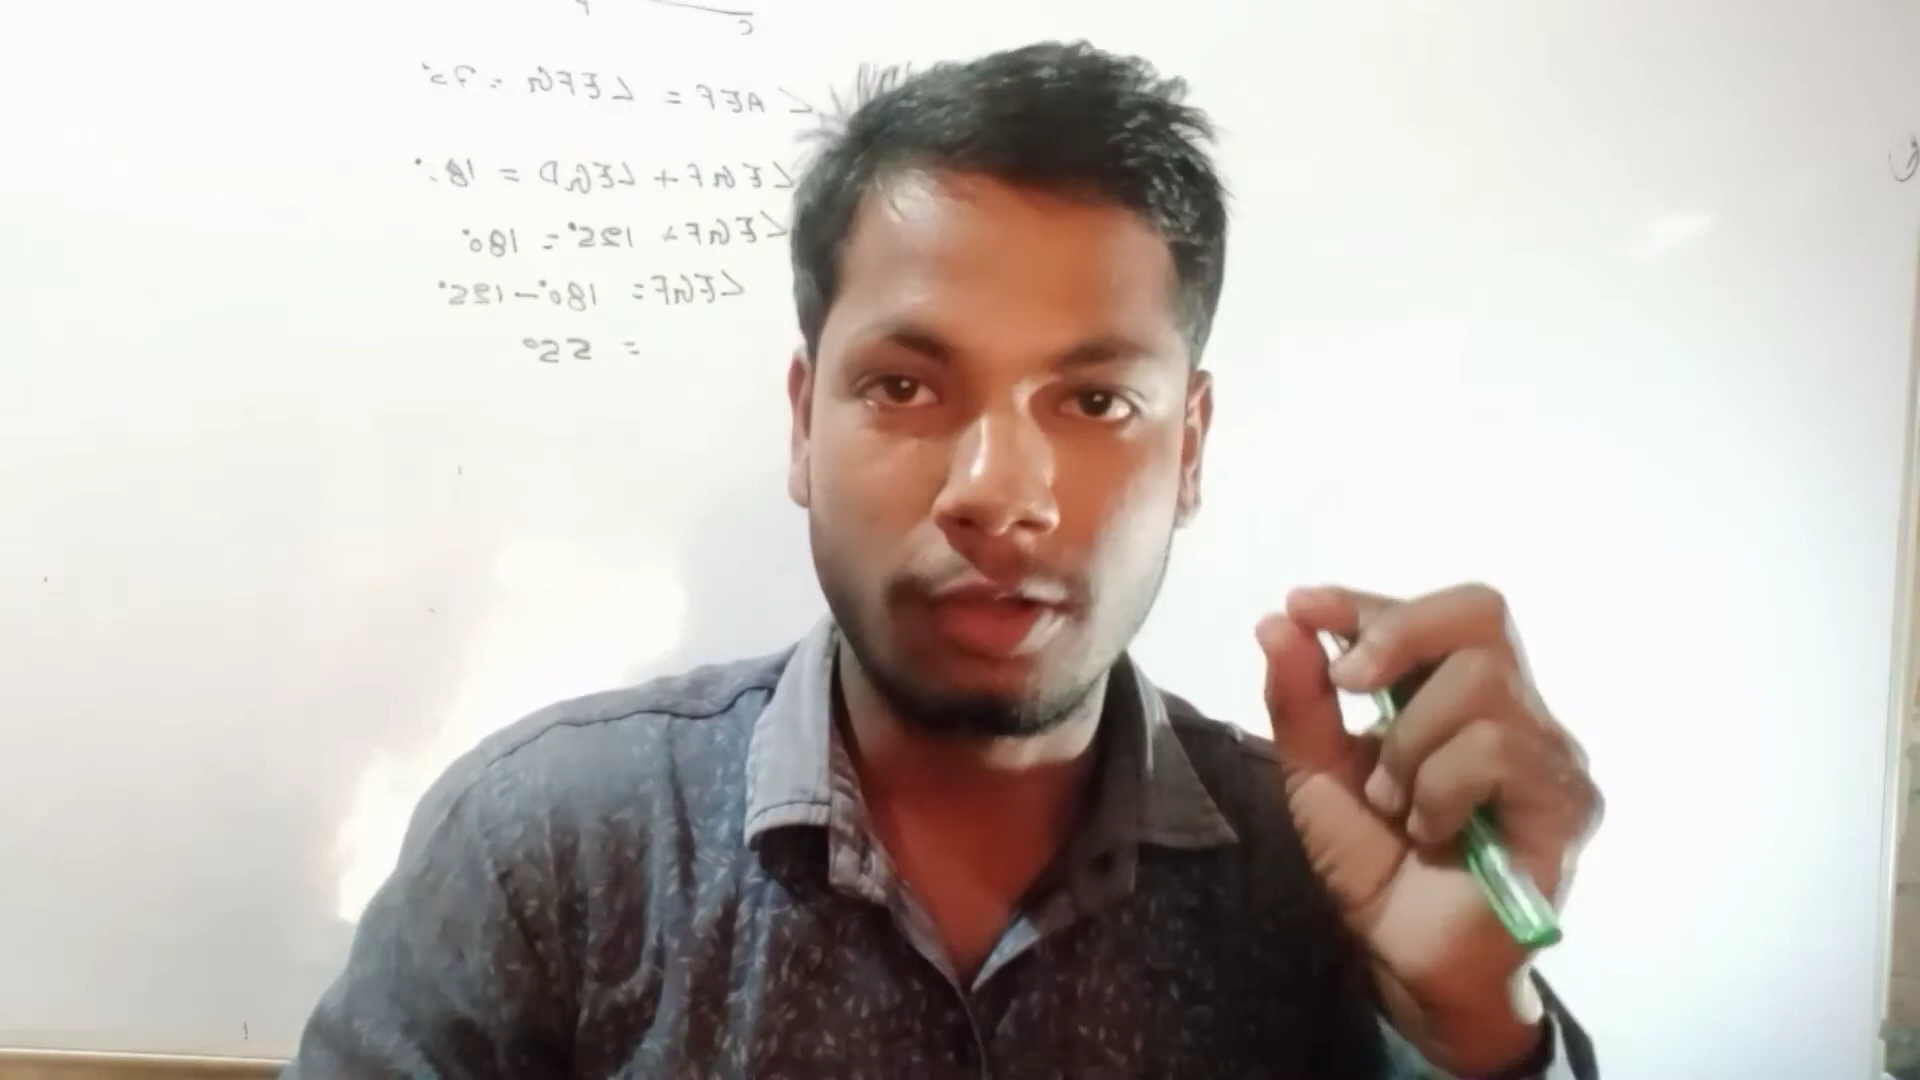 C
∠AEF = ∠EFG =
∠EGF + ∠EGD = 180°
∠EGF + 125° = 180°
∠EGF = 180° - 125°
= 55°